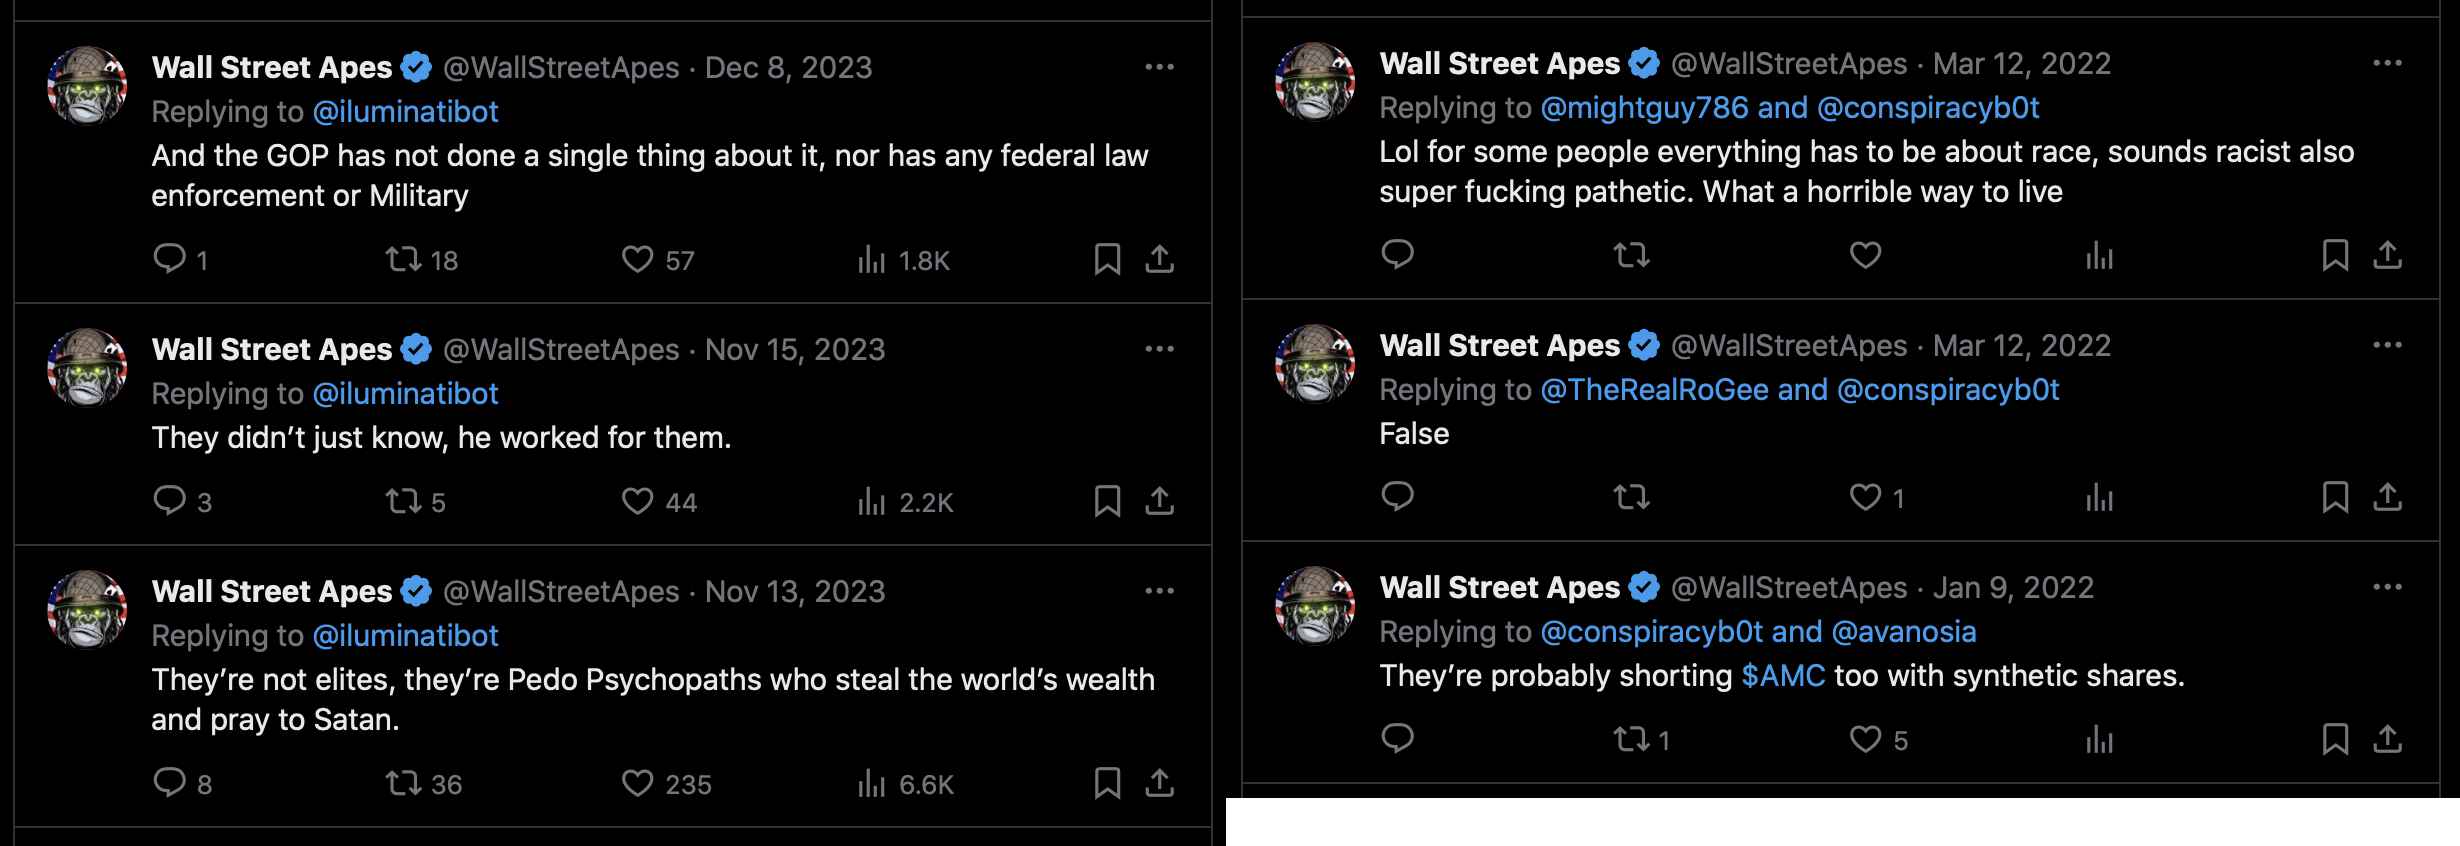 Wall Street Apes @WallStreetApes · Dec 8, 2023
Replying to @iluminatibot
And the GOP has not done a single thing about it, nor has any federal law
enforcement or Military
1 18 57 1.8K
Wall Street Apes @WallStreetApes · Nov 15, 2023
Replying to @iluminatibot
They didn’t just know, he worked for them.
3 5 44 2.2K
Wall Street Apes @WallStreetApes · Nov 13, 2023
Replying to @iluminatibot
They’re not elites, they’re Pedo Psychopaths who steal the world’s wealth
and pray to Satan.
8 36 235 6.6K
Wall Street Apes @WallStreetApes · Mar 12, 2022
Replying to @mightguy786 and @conspiracyb0t
Lol for some people everything has to be about race, sounds racist also
super fucking pathetic. What a horrible way to live
Wall Street Apes @WallStreetApes · Mar 12, 2022
Replying to @TheRealRoGee and @conspiracyb0t
False
1
Wall Street Apes @WallStreetApes · Jan 9, 2022
Replying to @conspiracyb0t and @avanosia
They’re probably shorting $AMC too with synthetic shares.
1 5